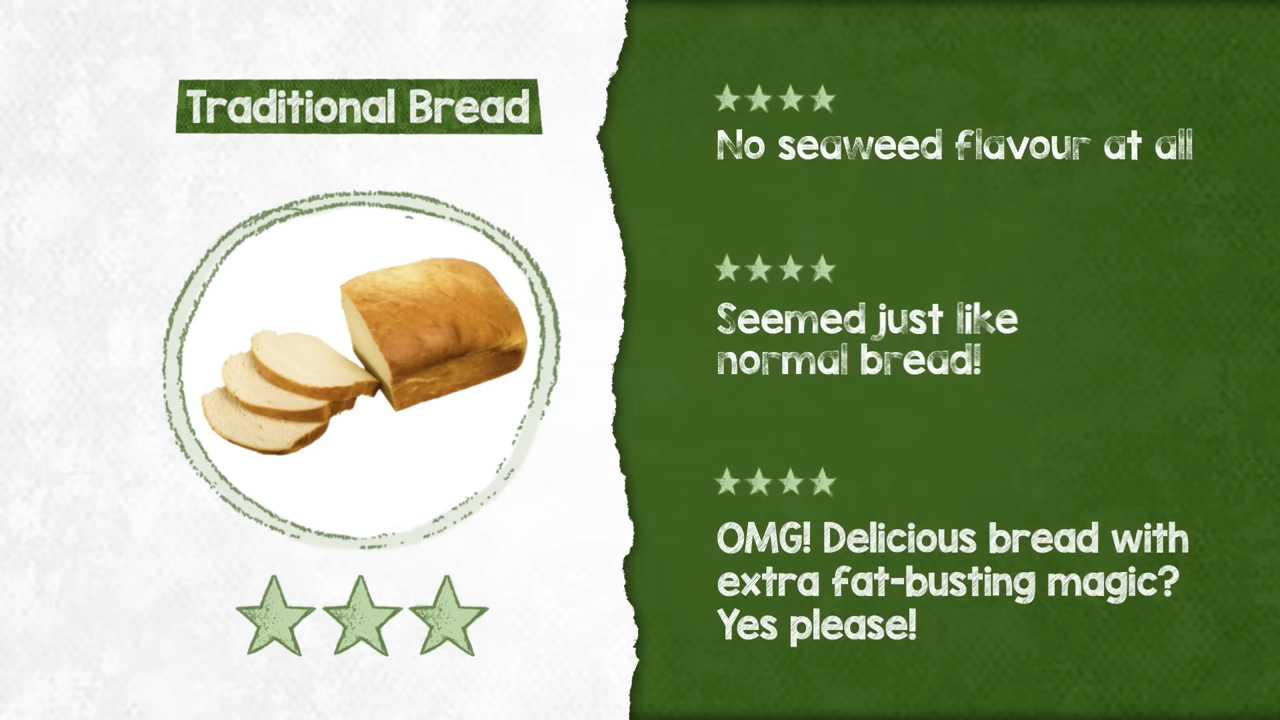 Traditional Bread
No seaweed flavour at all
Seemed just like
normal bread!
OMG! Delicious bread with
extra fat-busting magic?
Yes please!